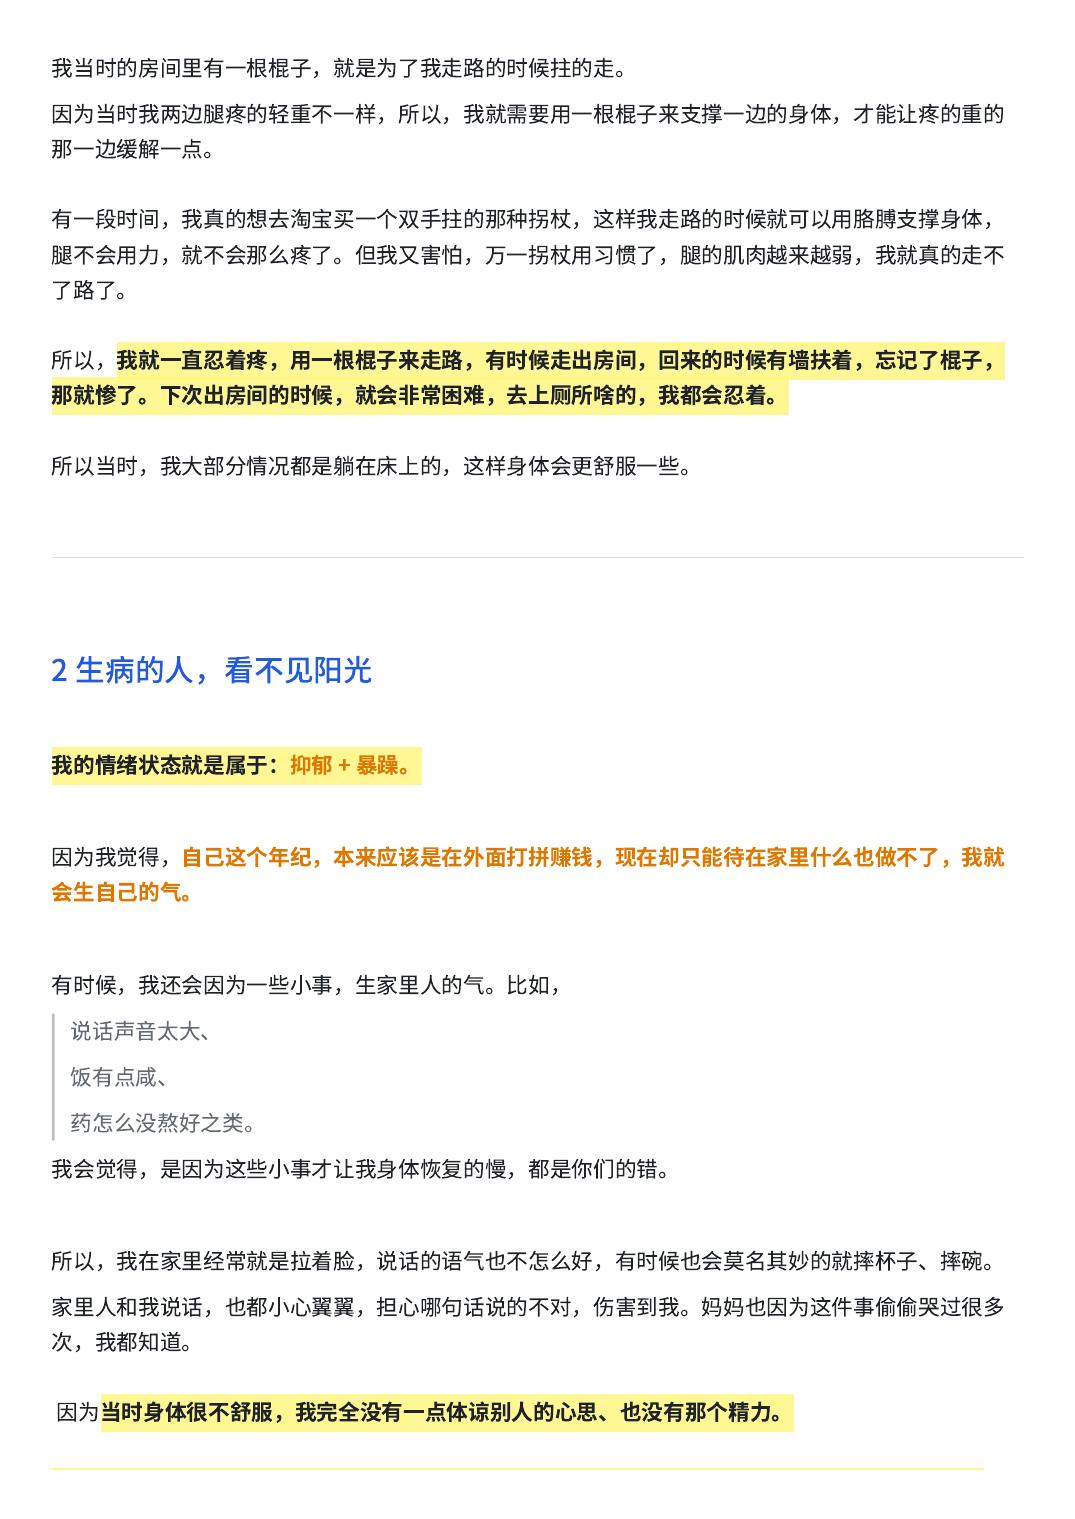 我当时的房间里有一根棍子，就是为了我走路的时候拄的走。
因为当时我两边腿疼的轻重不一样，所以，我就需要用一根棍子来支撑一边的身体，才能让疼的重的
那一边缓解一点。
有一段时间，我真的想去淘宝买一个双手拄的那种拐杖，这样我走路的时候就可以用胳膊支撑身体，
腿不会用力，就不会那么疼了。但我又害怕，万一拐杖用习惯了，腿的肌肉越来越弱，我就真的走不
了路了。
所以，我就一直忍着疼，用一根棍子来走路，有时候走出房间，回来的时候有墙扶着，忘记了棍子，
那就惨了。下次出房间的时候，就会非常困难，去上厕所啥的，我都会忍着。
所以当时，我大部分情况都是躺在床上的，这样身体会更舒服一些。
2 生病的人，看不见阳光
我的情绪状态就是属于：抑郁 + 暴躁。
因为我觉得，自己这个年纪，本来应该是在外面打拼赚钱，现在却只能待在家里什么也做不了，我就
会生自己的气。
有时候，我还会因为一些小事，生家里人的气。比如，
说话声音太大、
饭有点咸、
药怎么没熬好之类。
我会觉得，是因为这些小事才让我身体恢复的慢，都是你们的错。
所以，我在家里经常就是拉着脸，说话的语气也不怎么好，有时候也会莫名其妙的就摔杯子、摔碗。
家里人和我说话，也都小心翼翼，担心哪句话说的不对，伤害到我。妈妈也因为这件事偷偷哭过很多
次，我都知道。
因为当时身体很不舒服，我完全没有一点体谅别人的心思、也没有那个精力。